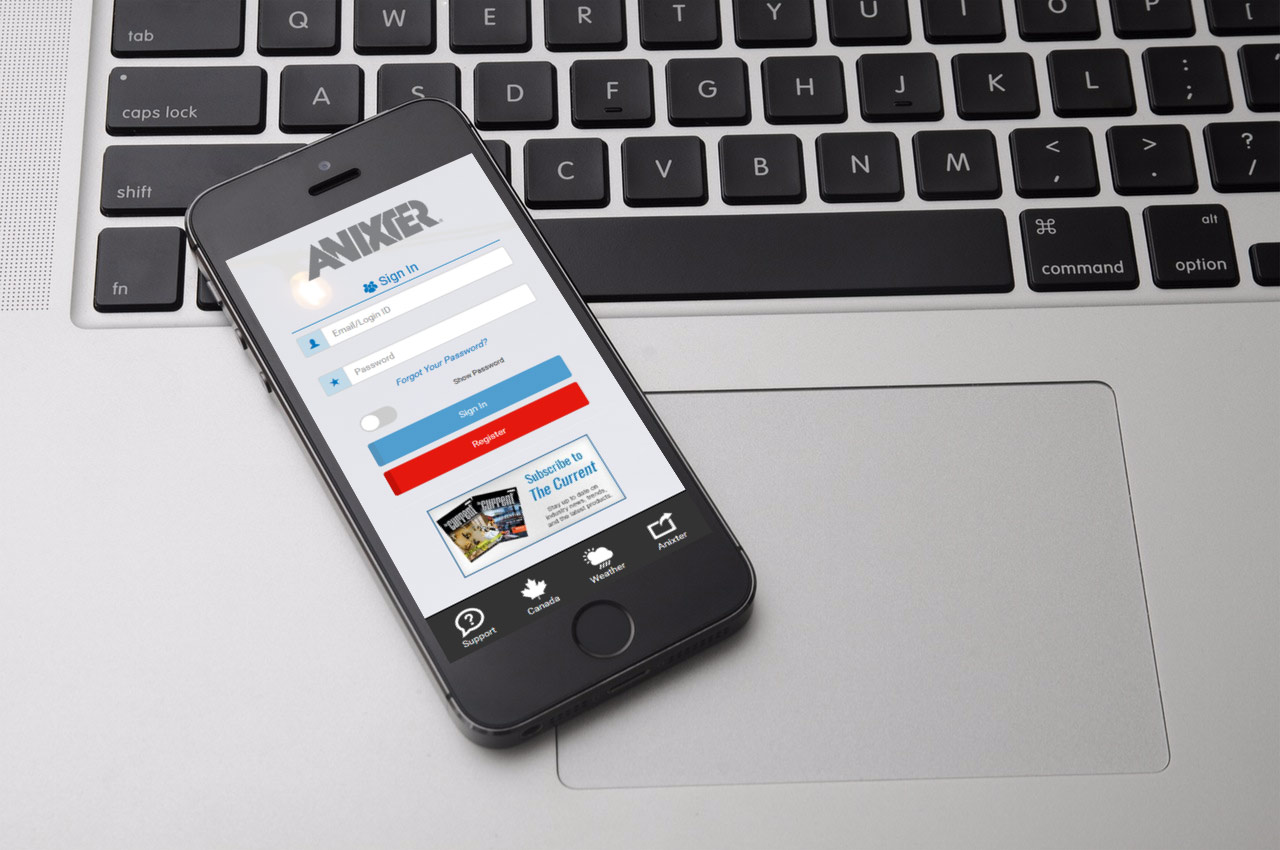 tab
Q
W
E
R
T
Y
U
I
O
P
[
caps lock
A
S
D
F
G
H
J
K
L
:
;
shift
C
V
B
N
M
<
,
>
.
?
/
fn
⌘
command
alt
option
ANIXTER
Sign In
Email/Login ID
Password
Forgot Your Password?
Show Password
Sign In
Register
Current
Current
Subscribe to
The Current
Stay up to date on
industry news, trends,
and the latest products.
Support
Canada
Weather
Anixter